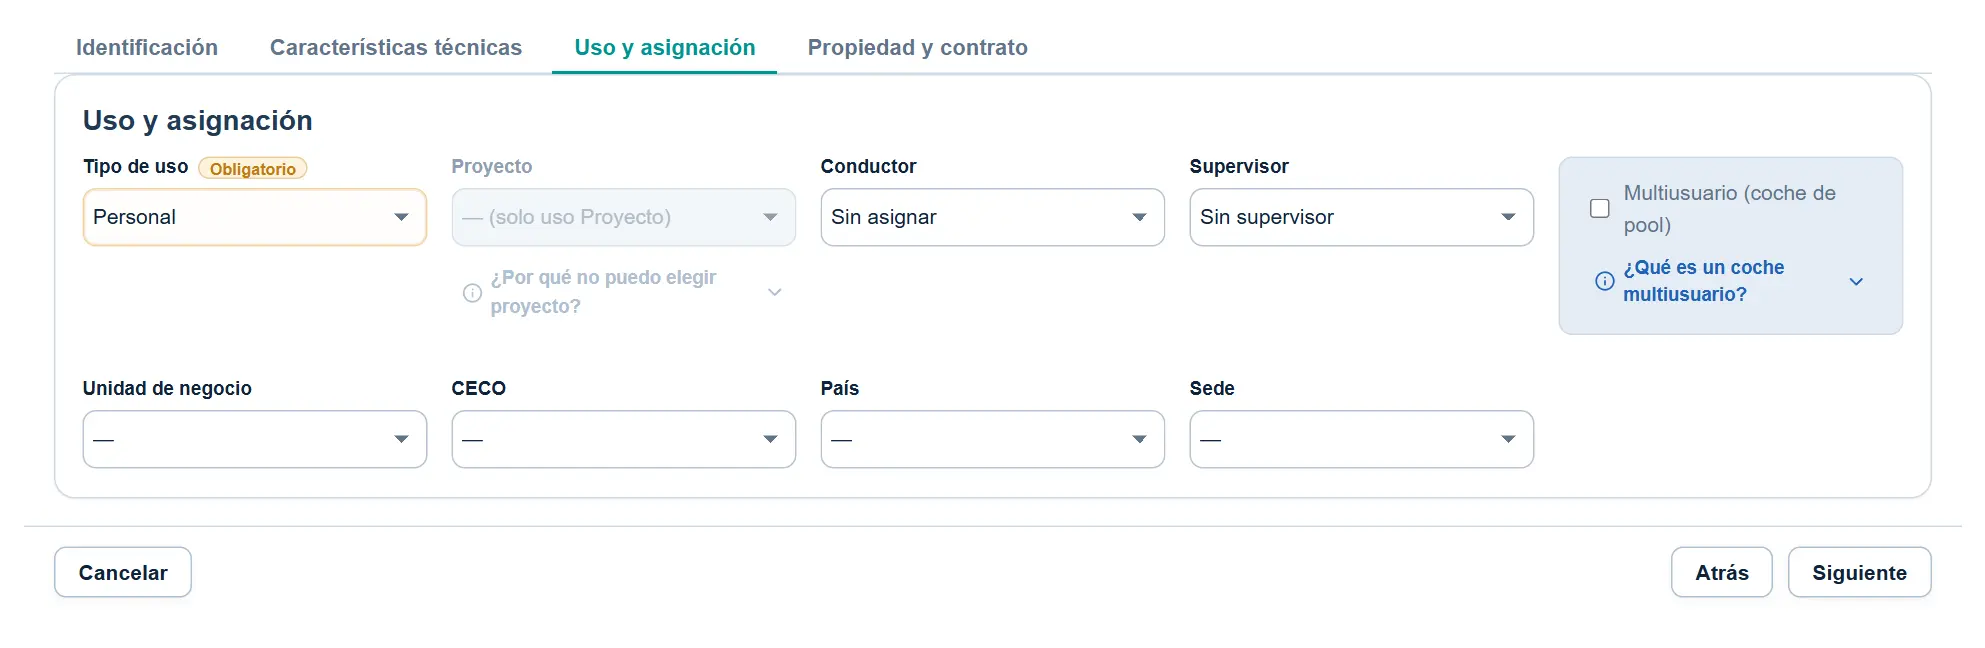 Identificación
Características técnicas
Uso y asignación
Propiedad y contrato
Uso y asignación
Tipo de uso
Obligatorio
Personal
Proyecto
— (solo uso Proyecto)
¿Por qué no puedo elegir
proyecto?
Conductor
Sin asignar
Supervisor
Sin supervisor
Multiusuario (coche de
pool)
¿Qué es un coche
multiusuario?
Unidad de negocio
—
CECO
—
País
—
Sede
—
Cancelar
Atrás
Siguiente